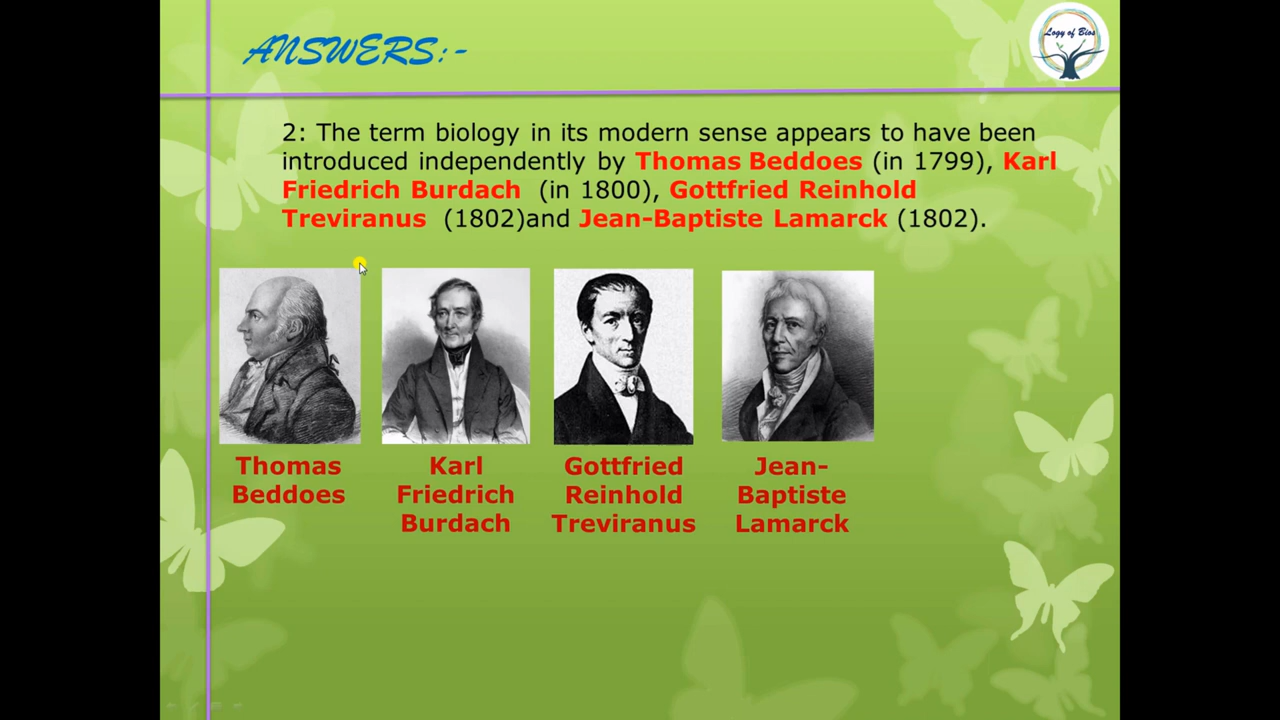 ANSWERS:-
Logy of Bios
2: The term biology in its modern sense appears to have been
introduced independently by Thomas Beddoes (in 1799), Karl
Friedrich Burdach (in 1800), Gottfried Reinhold
Treviranus (1802)and Jean-Baptiste Lamarck (1802).
Thomas
Beddoes
Karl
Friedrich
Burdach
Gottfried
Reinhold
Treviranus
Jean-
Baptiste
Lamarck